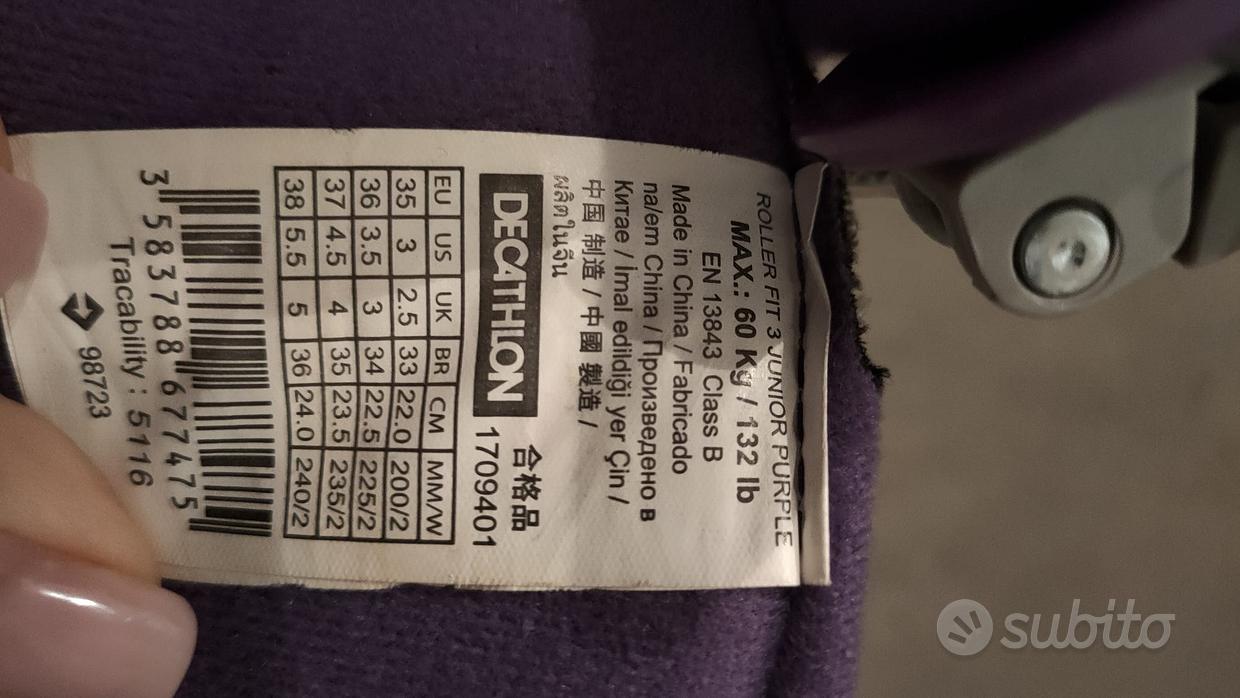 ROLLER FIT 3 JUNIOR PURPLE
MAX.: 60 Kg / 132 lb
EN 13843 Class B
Made in China / Fabricado
na/em China / Произведено в
Китае / İmal edildiği yer Çin /
中国 制造 / 中國 製造 /
ผลิตในจีน
DECATHLON
合格品
1709401
EU US UK BR CM MM/W
35 3 2.5 33 22.0 200/2
36 3.5 3 34 22.5 225/2
37 4.5 4 35 23.5 235/2
38 5.5 5 36 24.0 240/2
3 583788 677475
Tracability : 5116
98723
subito